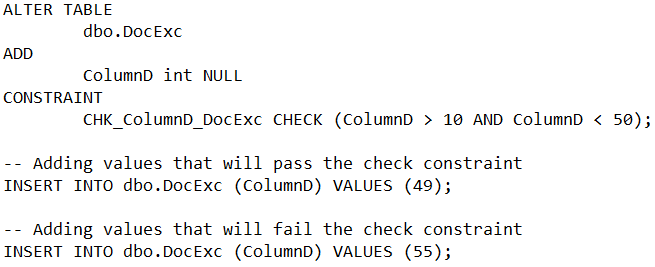 ALTER TABLE
dbo.DocExc
ADD
ColumnD int NULL
CONSTRAINT
CHK_ColumnD_DocExc CHECK (ColumnD > 10 AND ColumnD < 50);
-- Adding values that will pass the check constraint
INSERT INTO dbo.DocExc (ColumnD) VALUES (49);
-- Adding values that will fail the check constraint
INSERT INTO dbo.DocExc (ColumnD) VALUES (55);